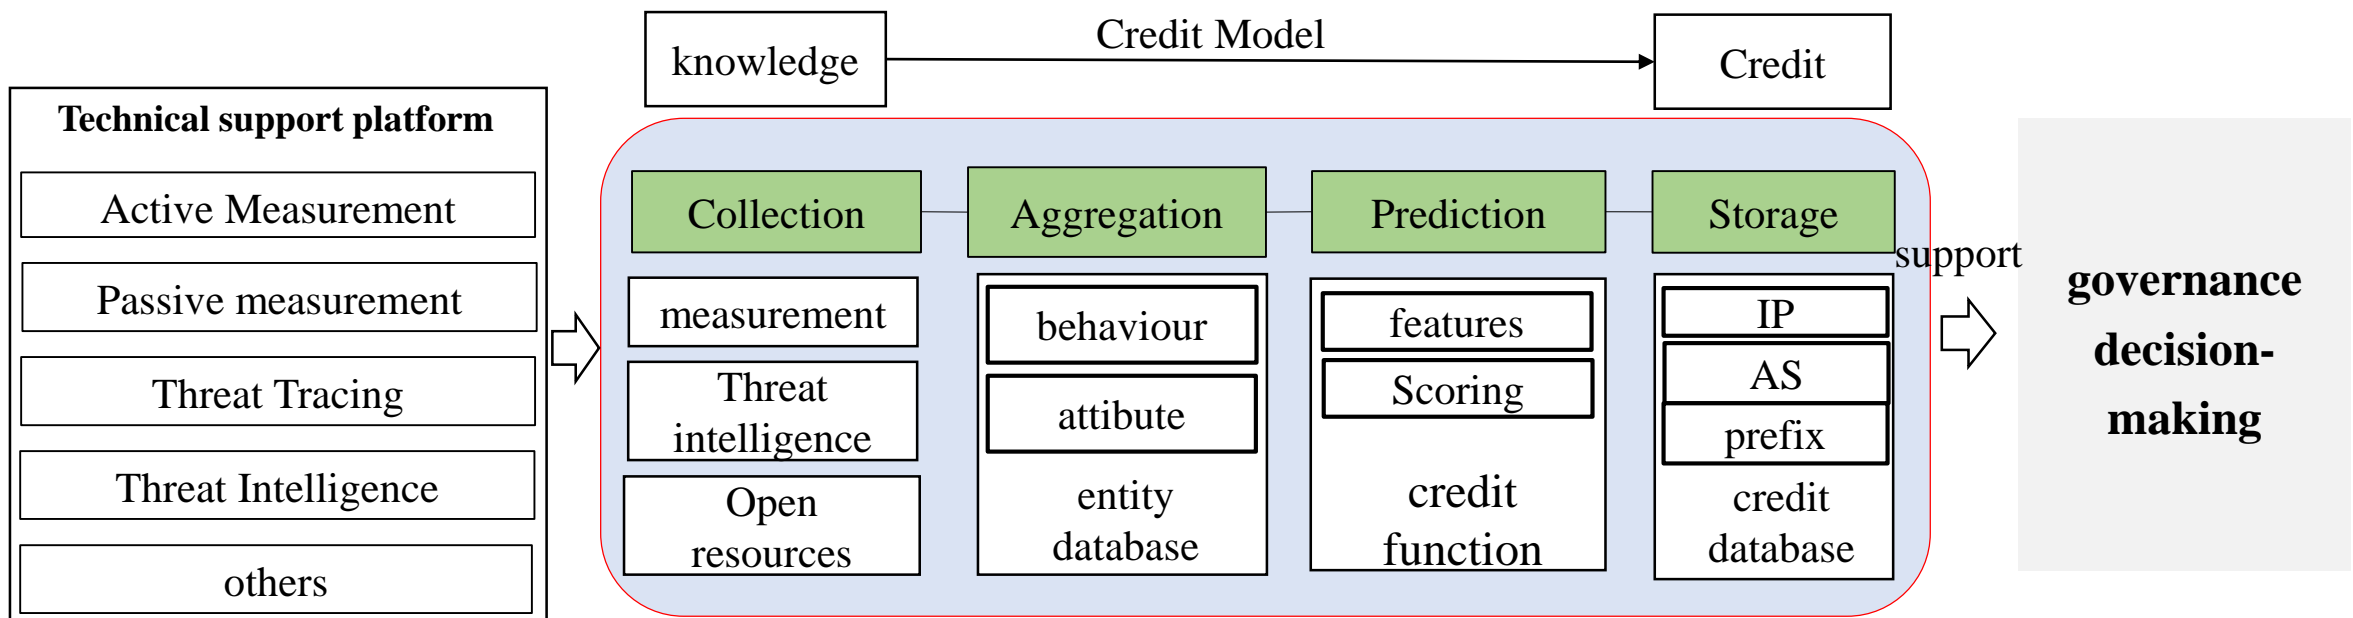 knowledge
Credit Model
Credit
Technical support platform
Active Measurement
Passive measurement
Threat Tracing
Threat Intelligence
others
Collection
measurement
Threat
intelligence
Open
resources
Aggregation
behaviour
attibute
entity
database
Prediction
features
Scoring
credit
function
Storage
IP
AS
prefix
credit
database
support
governance
decision-
making